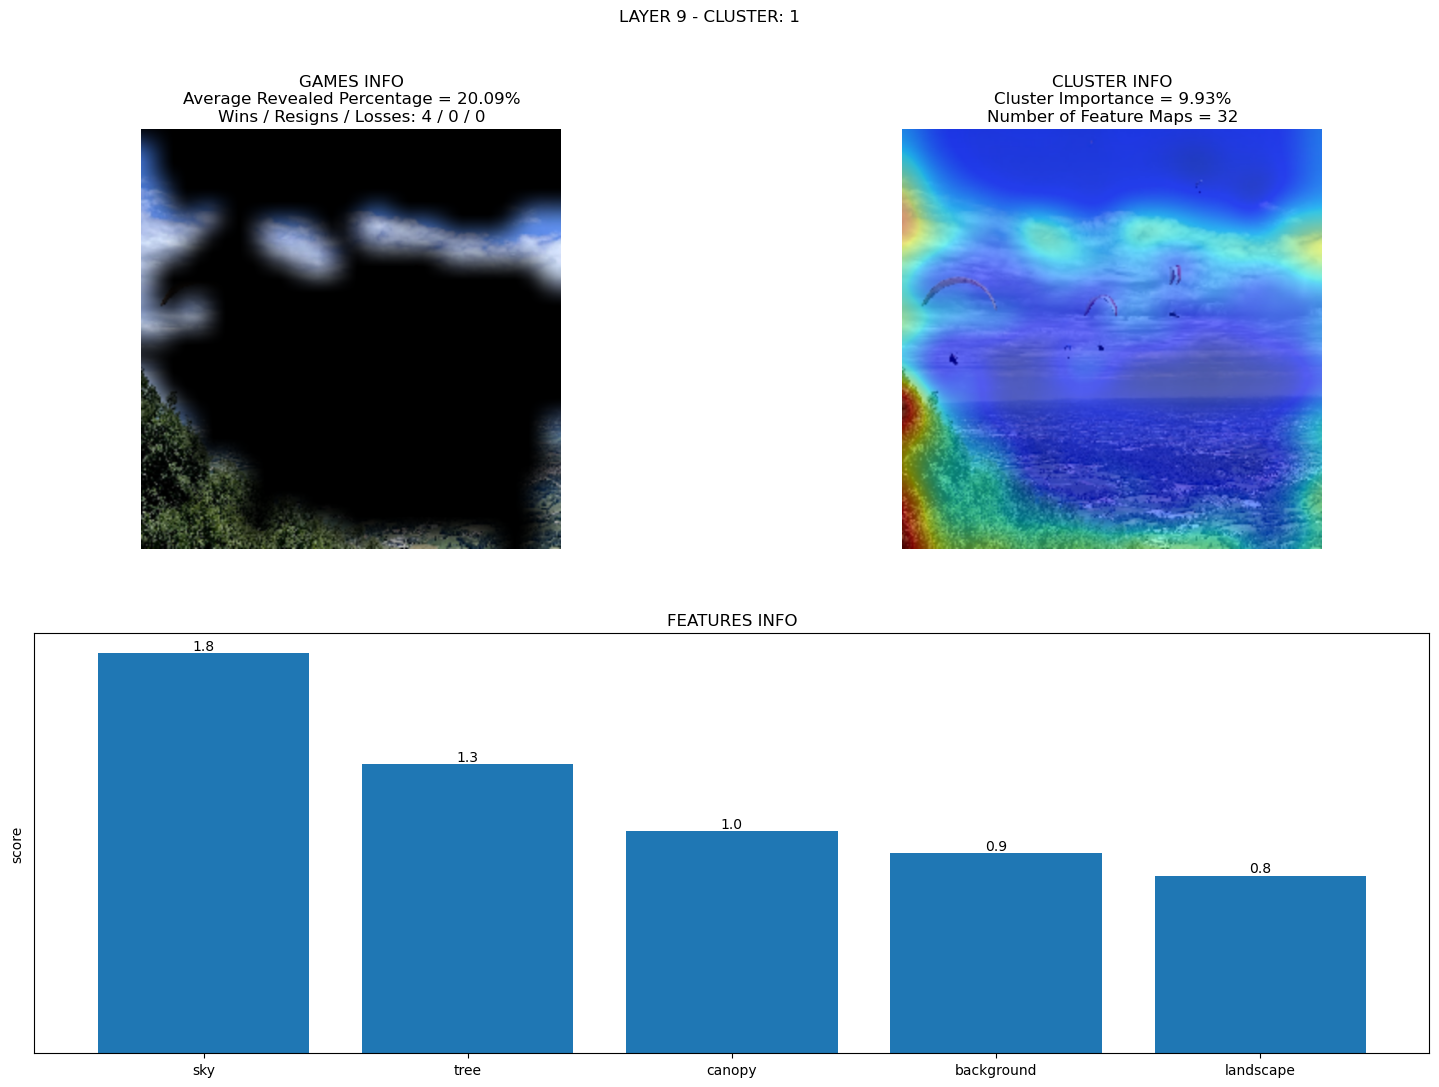 LAYER 9 - CLUSTER: 1
GAMES INFO
Average Revealed Percentage = 20.09%
Wins / Resigns / Losses: 4 / 0 / 0
CLUSTER INFO
Cluster Importance = 9.93%
Number of Feature Maps = 32
FEATURES INFO
score
1.8
1.3
1.0
0.9
0.8
sky
tree
canopy
background
landscape